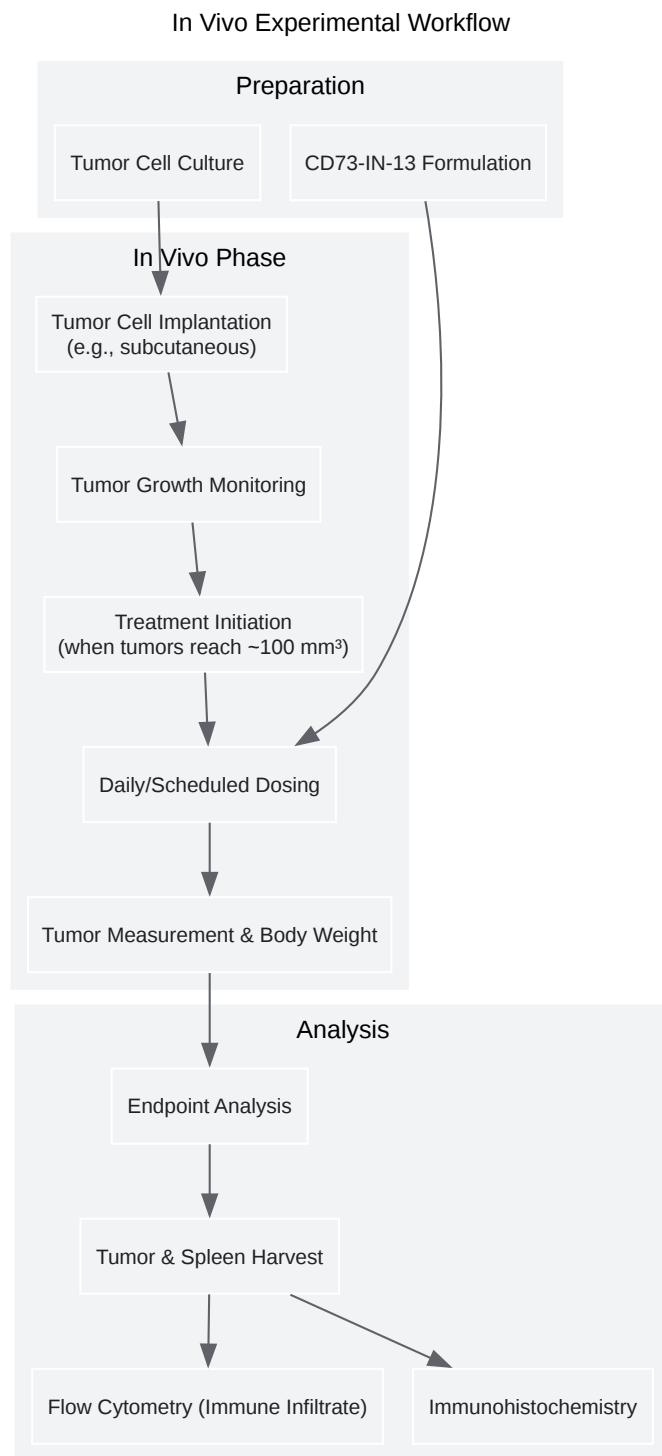 In Vivo Experimental Workflow
Preparation
Tumor Cell Culture
CD73-IN-13 Formulation
In Vivo Phase
Tumor Cell Implantation
(e.g., subcutaneous)
Tumor Growth Monitoring
Treatment Initiation
(when tumors reach ~100 mm³)
Daily/Scheduled Dosing
Tumor Measurement & Body Weight
Analysis
Endpoint Analysis
Tumor & Spleen Harvest
Flow Cytometry (Immune Infiltrate)
Immunohistochemistry